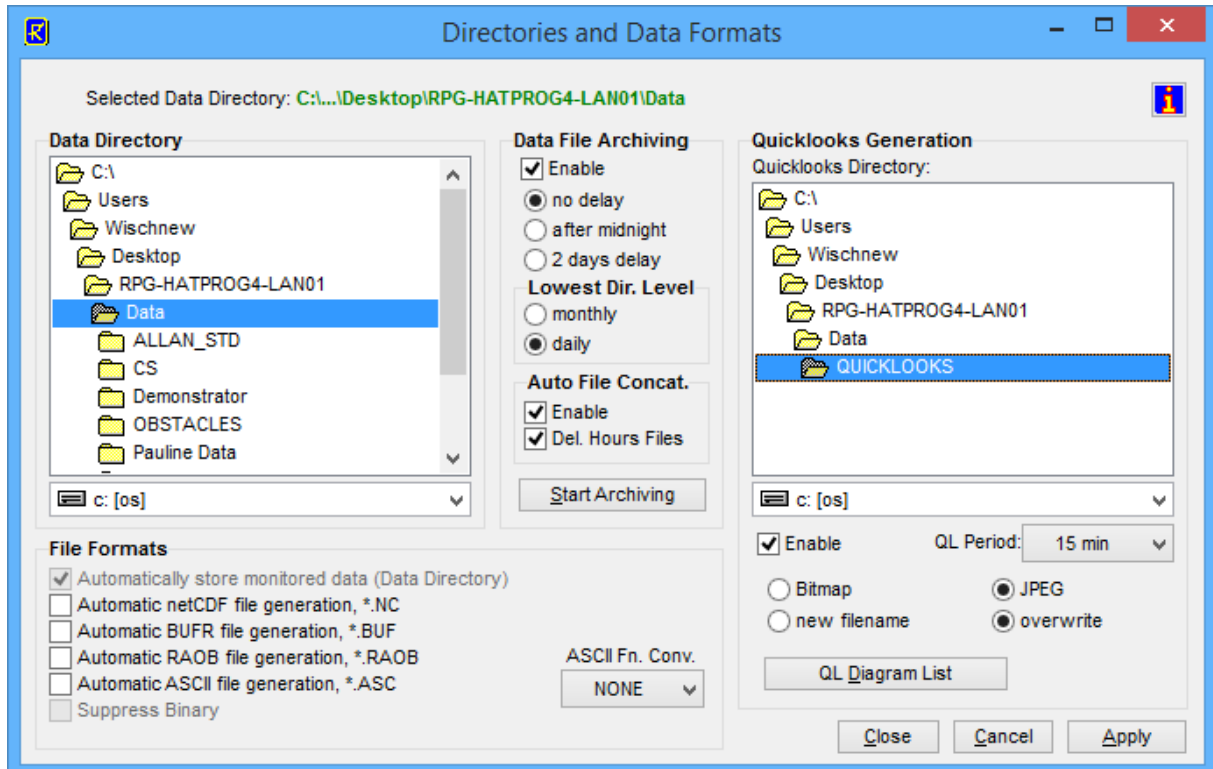 Directories and Data Formats
Selected Data Directory: C:\...\Desktop\RPG-HATPROG4-LAN01\Data
Data Directory
C:\
Users
Wischnew
Desktop
RPG-HATPROG4-LAN01
Data
ALLAN_STD
CS
Demonstrator
OBSTACLES
Pauline Data
c: [os]
Data File Archiving
Enable
no delay
after midnight
2 days delay
Lowest Dir. Level
monthly
daily
Auto File Concat.
Enable
Del. Hours Files
Start Archiving
Quicklooks Generation
Quicklooks Directory:
C:\
Users
Wischnew
Desktop
RPG-HATPROG4-LAN01
Data
QUICKLOOKS
c: [os]
Enable QL Period: 15 min
Bitmap JPEG
new filename overwrite
QL Diagram List
File Formats
Automatically store monitored data (Data Directory)
Automatic netCDF file generation, *.NC
Automatic BUFR file generation, *.BUF
Automatic RAOB file generation, *.RAOB
Automatic ASCII file generation, *.ASC
Suppress Binary
ASCII Fn. Conv.
NONE
Close Cancel Apply